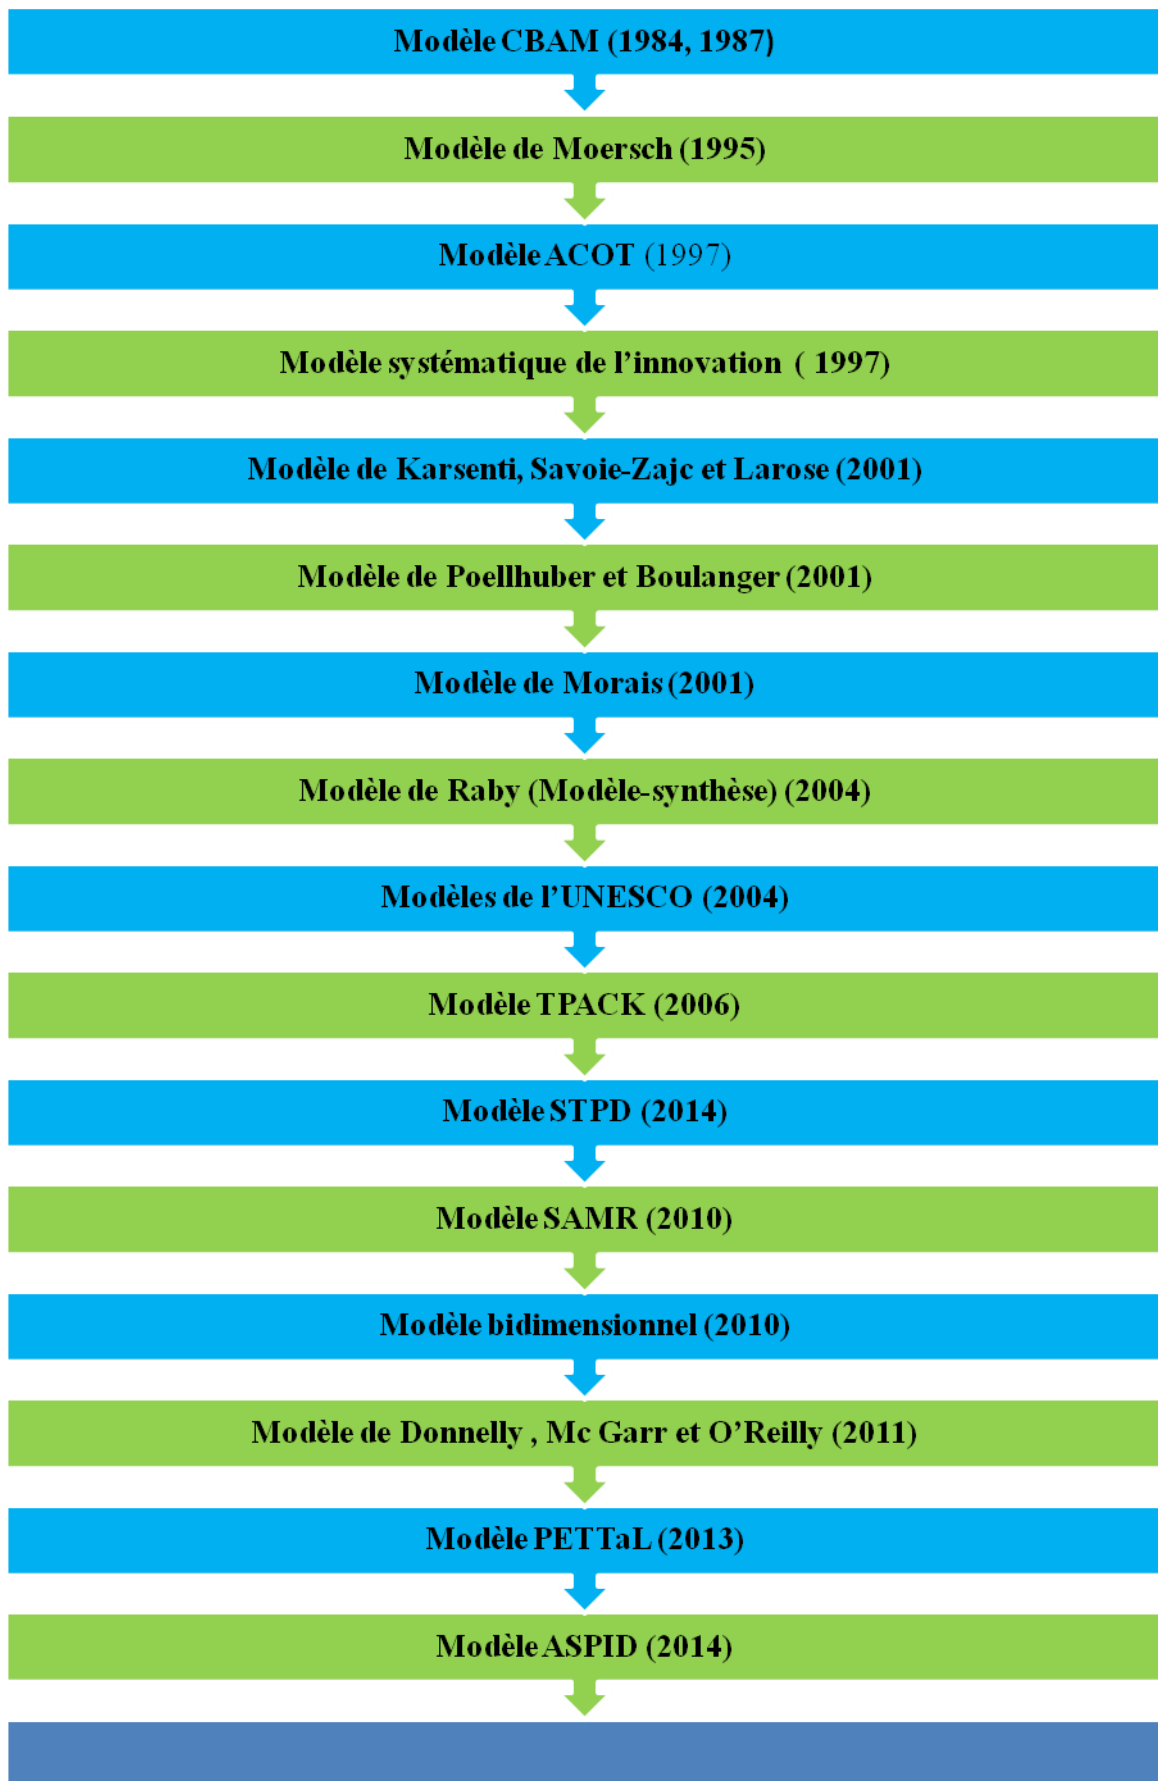 Modèle CBAM (1984, 1987)
Modèle de Moersch (1995)
Modèle ACOT (1997)
Modèle systématique de l’innovation ( 1997)
Modèle de Karsenti, Savoie-Zajc et Larose (2001)
Modèle de Poellhuber et Boulanger (2001)
Modèle de Morais (2001)
Modèle de Raby (Modèle-synthèse) (2004)
Modèles de l’UNESCO (2004)
Modèle TPACK (2006)
Modèle STPD (2014)
Modèle SAMR (2010)
Modèle bidimensionnel (2010)
Modèle de Donnelly , Mc Garr et O’Reilly (2011)
Modèle PETTaL (2013)
Modèle ASPID (2014)